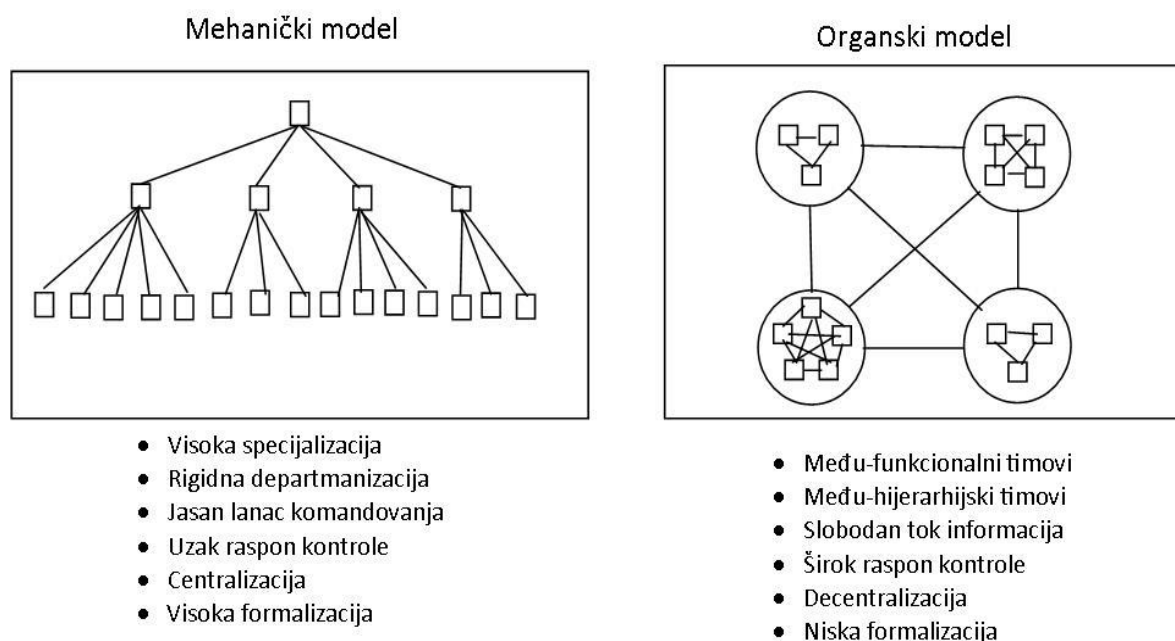 Mehanički model
Organski model
• Visoka specijalizacija
• Rigidna departmanizacija
• Jasan lanac komandovanja
• Uzak raspon kontrole
• Centralizacija
• Visoka formalizacija
• Među-funkcionalni timovi
• Među-hijerarhijski timovi
• Slobodan tok informacija
• Širok raspon kontrole
• Decentralizacija
• Niska formalizacija